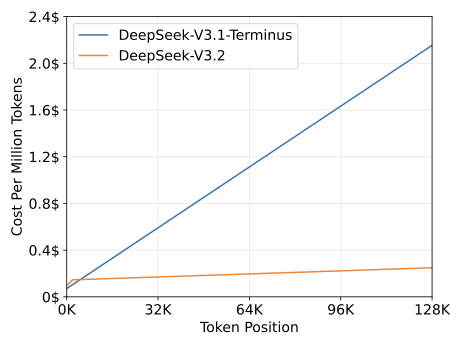 DeepSeek-V3.1-Terminus
DeepSeek-V3.2
Cost Per Million Tokens
2.4$
2.0$
1.6$
1.2$
0.8$
0.4$
0$
0K 32K 64K 96K 128K
Token Position